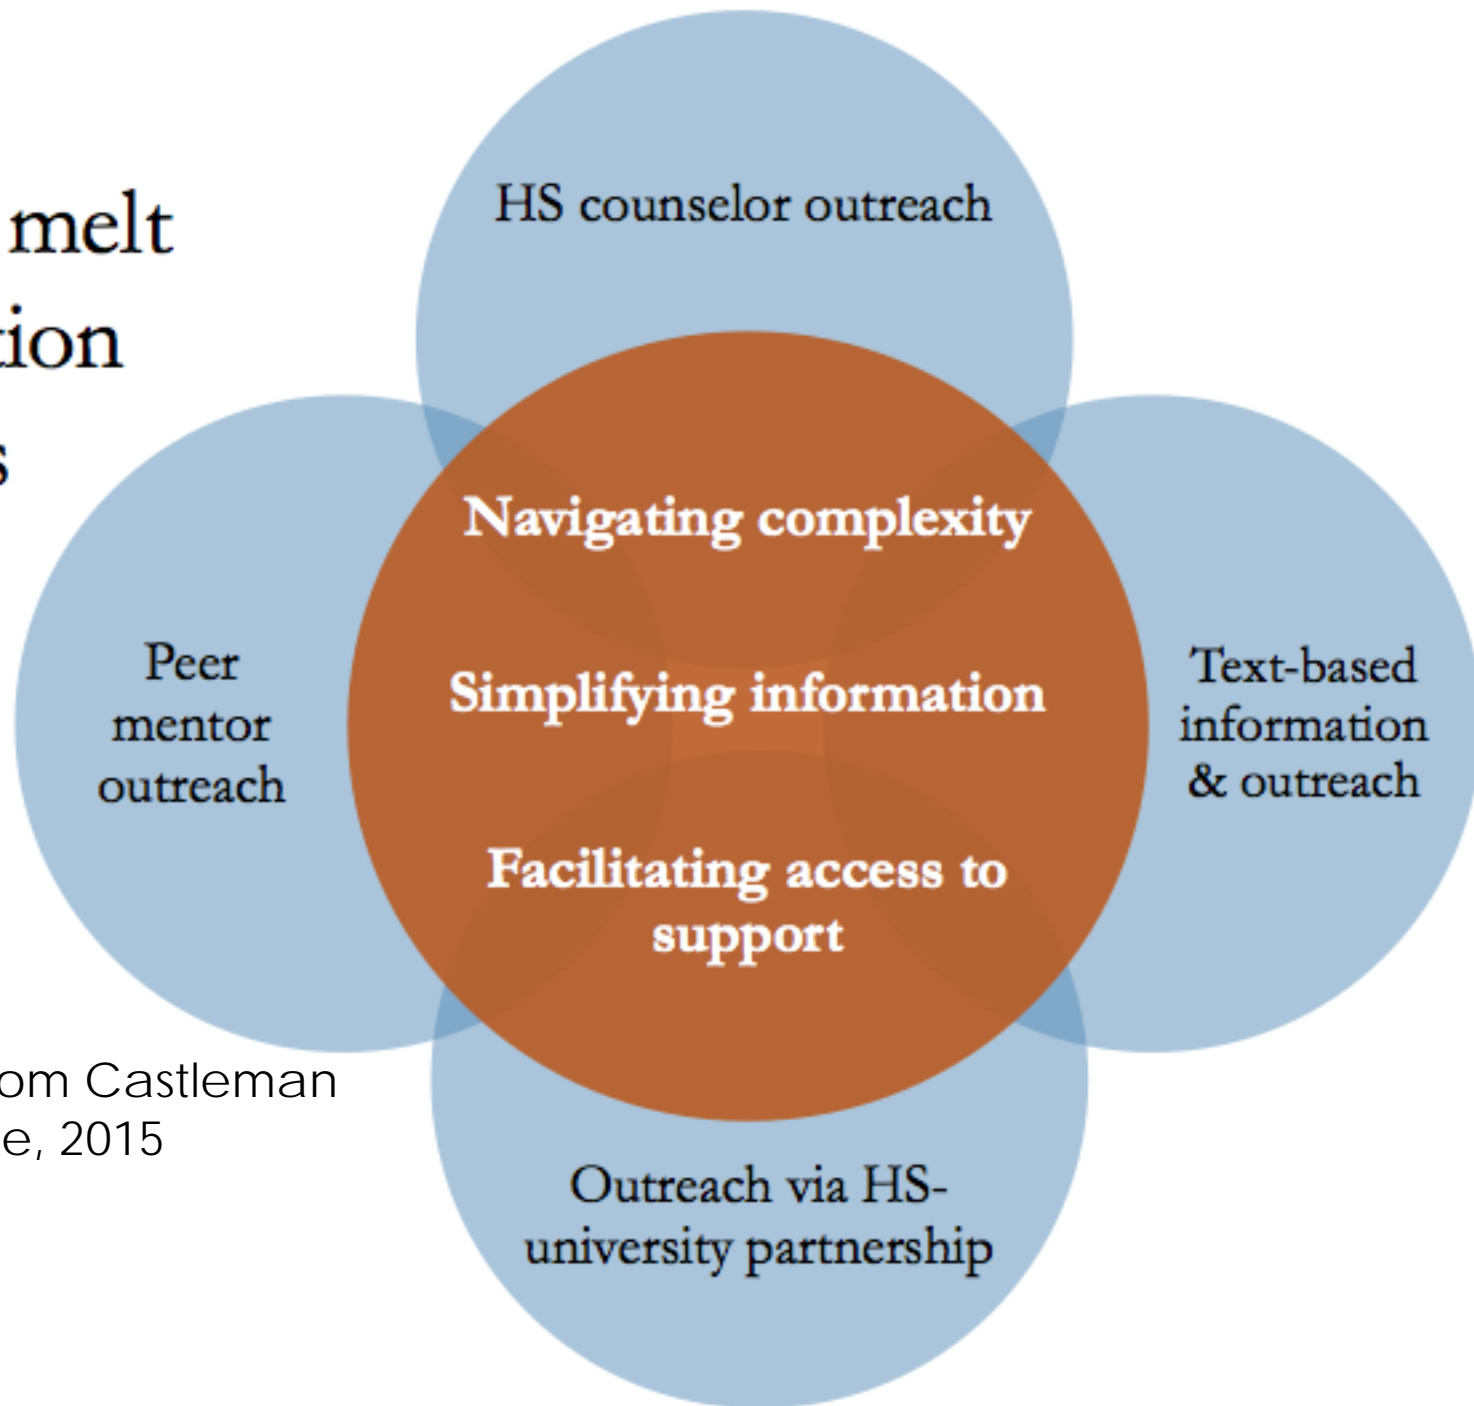 melt
tion
s
HS counselor outreach
Navigating complexity
Simplifying information
Facilitating access to
support
Peer
mentor
outreach
Text-based
information
& outreach
Outreach via HS-
university partnership
om Castleman
e, 2015